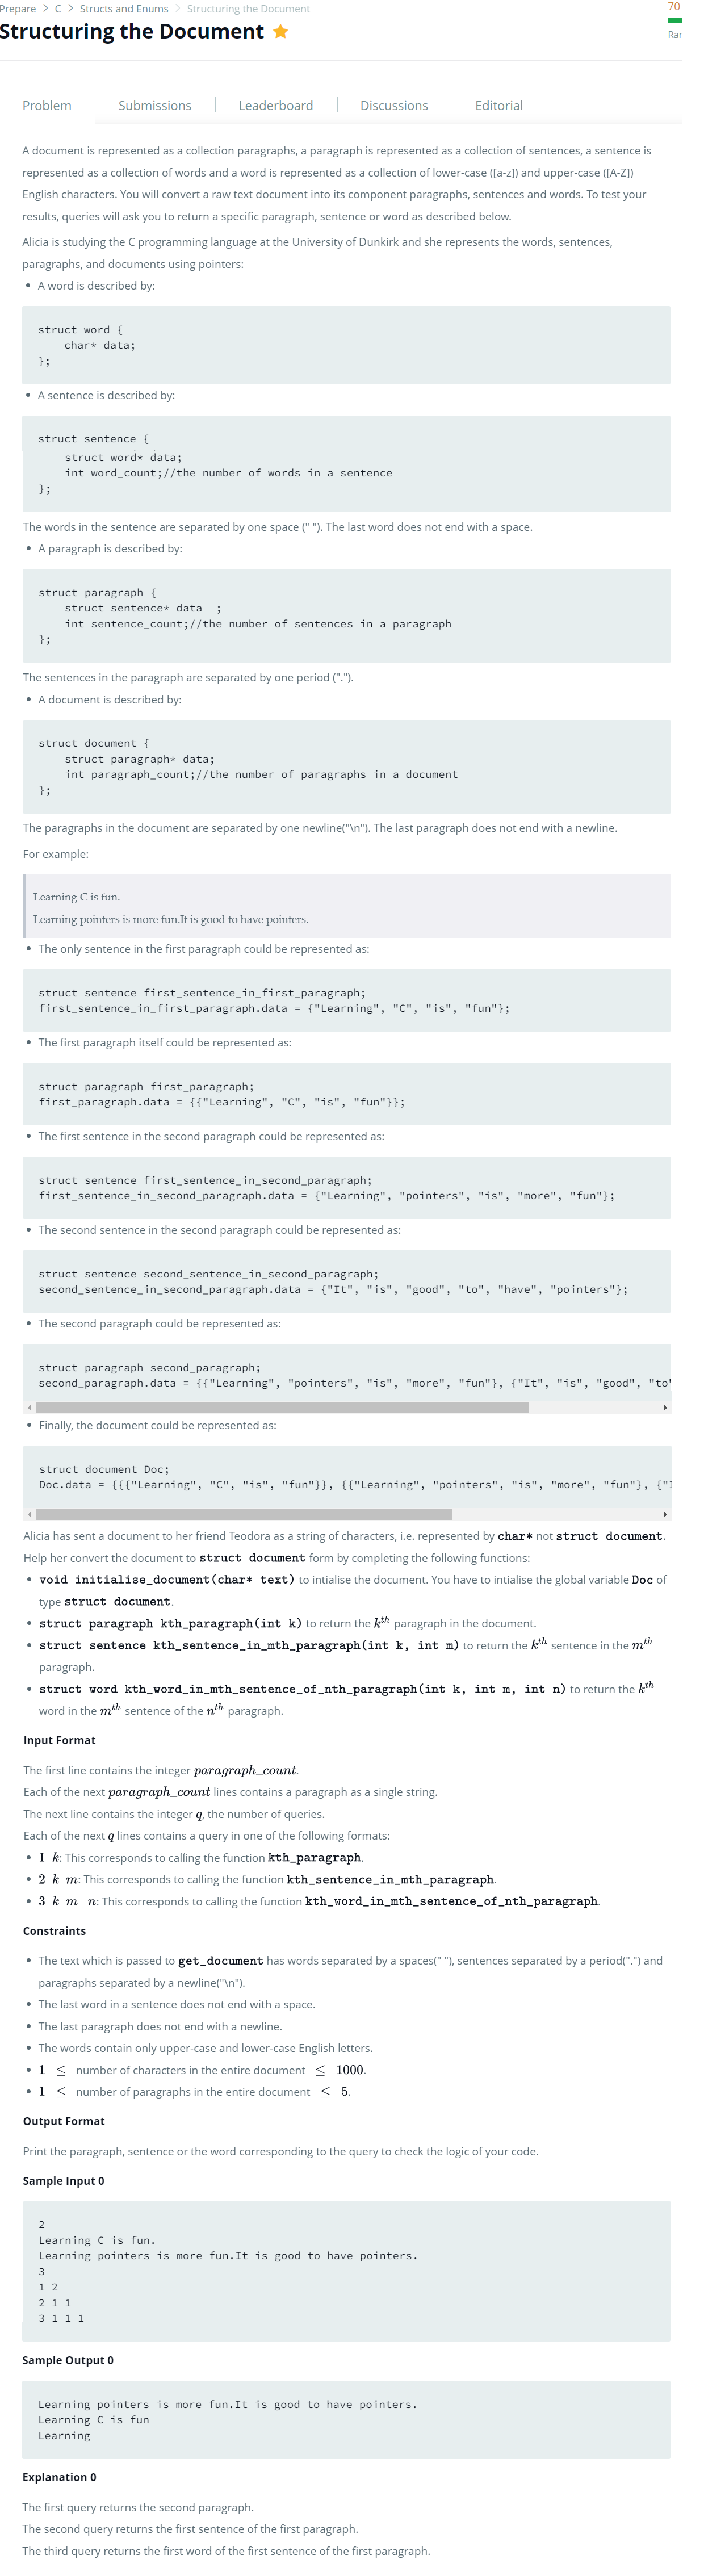 Prepare > C > Structs and Enums > Structuring the Document
70
Structuring the Document
Rar
Problem Submissions Leaderboard Discussions Editorial
A document is represented as a collection paragraphs, a paragraph is represented as a collection of sentences, a sentence is
represented as a collection of words and a word is represented as a collection of lower-case ([a-z]) and upper-case ([A-Z])
English characters. You will convert a raw text document into its component paragraphs, sentences and words. To test your
results, queries will ask you to return a specific paragraph, sentence or word as described below.
Alicia is studying the C programming language at the University of Dunkirk and she represents the words, sentences,
paragraphs, and documents using pointers:
• A word is described by:
struct word {
    char* data;
};
• A sentence is described by:
struct sentence {
    struct word* data;
    int word_count;//the number of words in a sentence
};
The words in the sentence are separated by one space (" "). The last word does not end with a space.
• A paragraph is described by:
struct paragraph {
    struct sentence* data  ;
    int sentence_count;//the number of sentences in a paragraph
};
The sentences in the paragraph are separated by one period (".").
• A document is described by:
struct document {
    struct paragraph* data;
    int paragraph_count;//the number of paragraphs in a document
};
The paragraphs in the document are separated by one newline("\n"). The last paragraph does not end with a newline.
For example:
Learning C is fun.
Learning pointers is more fun.It is good to have pointers.
• The only sentence in the first paragraph could be represented as:
struct sentence first_sentence_in_first_paragraph;
first_sentence_in_first_paragraph.data = {"Learning", "C", "is", "fun"};
• The first paragraph itself could be represented as:
struct paragraph first_paragraph;
first_paragraph.data = {{"Learning", "C", "is", "fun"}};
• The first sentence in the second paragraph could be represented as:
struct sentence first_sentence_in_second_paragraph;
first_sentence_in_second_paragraph.data = {"Learning", "pointers", "is", "more", "fun"};
• The second sentence in the second paragraph could be represented as:
struct sentence second_sentence_in_second_paragraph;
second_sentence_in_second_paragraph.data = {"It", "is", "good", "to", "have", "pointers"};
• The second paragraph could be represented as:
struct paragraph second_paragraph;
second_paragraph.data = {{"Learning", "pointers", "is", "more", "fun"}, {"It", "is", "good", "to"
• Finally, the document could be represented as:
struct document Doc;
Doc.data = {{{"Learning", "C", "is", "fun"}}, {{"Learning", "pointers", "is", "more", "fun"}, {"
Alicia has sent a document to her friend Teodora as a string of characters, i.e. represented by char* not struct document.
Help her convert the document to struct document form by completing the following functions:
• void initialise_document(char* text) to intialise the document. You have to intialise the global variable Doc of
type struct document.
• struct paragraph kth_paragraph(int k) to return the kth paragraph in the document.
• struct sentence kth_sentence_in_mth_paragraph(int k, int m) to return the kth sentence in the mth
paragraph.
• struct word kth_word_in_mth_sentence_of_nth_paragraph(int k, int m, int n) to return the kth
word in the mth sentence of the nth paragraph.
Input Format
The first line contains the integer paragraph_count.
Each of the next paragraph_count lines contains a paragraph as a single string.
The next line contains the integer q, the number of queries.
Each of the next q lines contains a query in one of the following formats:
• 1 k: This corresponds to calling the function kth_paragraph.
• 2 k m: This corresponds to calling the function kth_sentence_in_mth_paragraph.
• 3 k m n: This corresponds to calling the function kth_word_in_mth_sentence_of_nth_paragraph.
Constraints
• The text which is passed to get_document has words separated by a spaces(" "), sentences separated by a period(".") and
paragraphs separated by a newline("\n").
• The last word in a sentence does not end with a space.
• The last paragraph does not end with a newline.
• The words contain only upper-case and lower-case English letters.
• 1 ≤ number of characters in the entire document ≤ 1000.
• 1 ≤ number of paragraphs in the entire document ≤ 5.
Output Format
Print the paragraph, sentence or the word corresponding to the query to check the logic of your code.
Sample Input 0
2
Learning C is fun.
Learning pointers is more fun.It is good to have pointers.
3
1 2
2 1 1
3 1 1 1
Sample Output 0
Learning pointers is more fun.It is good to have pointers.
Learning C is fun
Learning
Explanation 0
The first query returns the second paragraph.
The second query returns the first sentence of the first paragraph.
The third query returns the first word of the first sentence of the first paragraph.